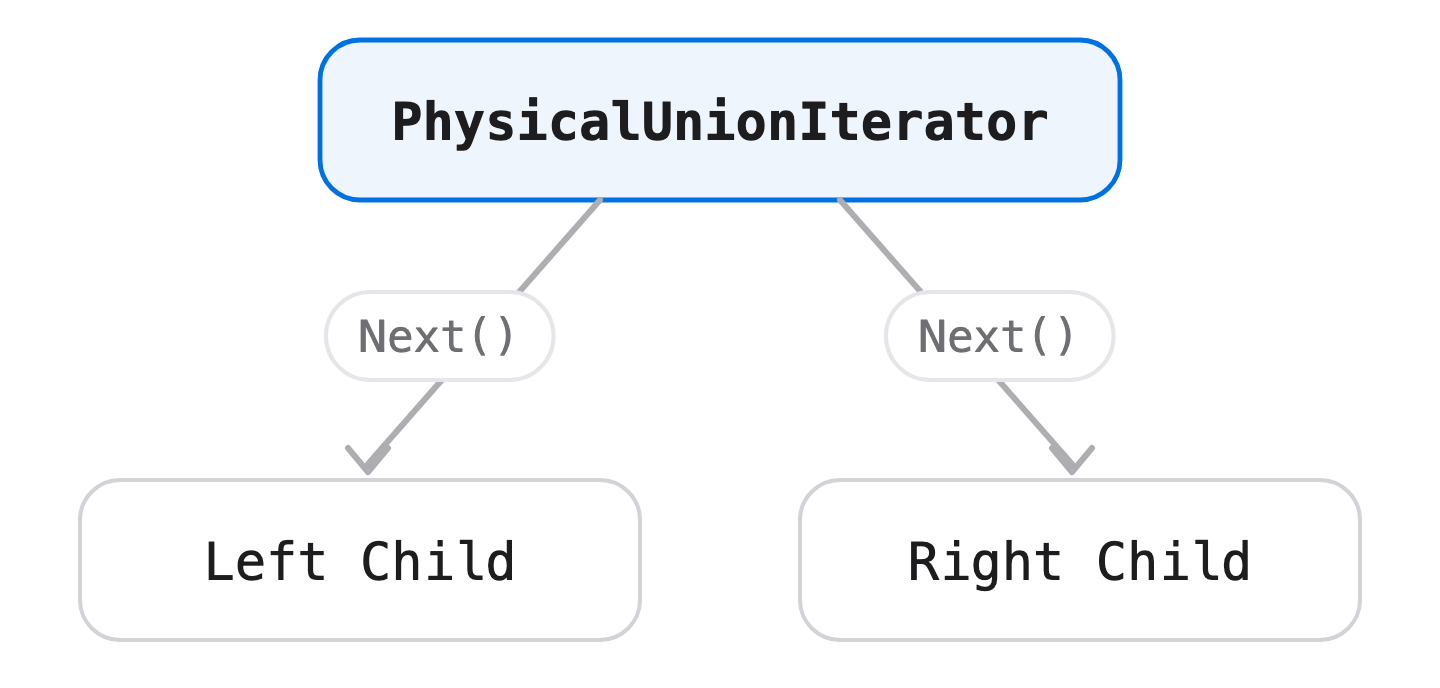 PhysicalUnionIterator
Next()
Next()
Left Child
Right Child